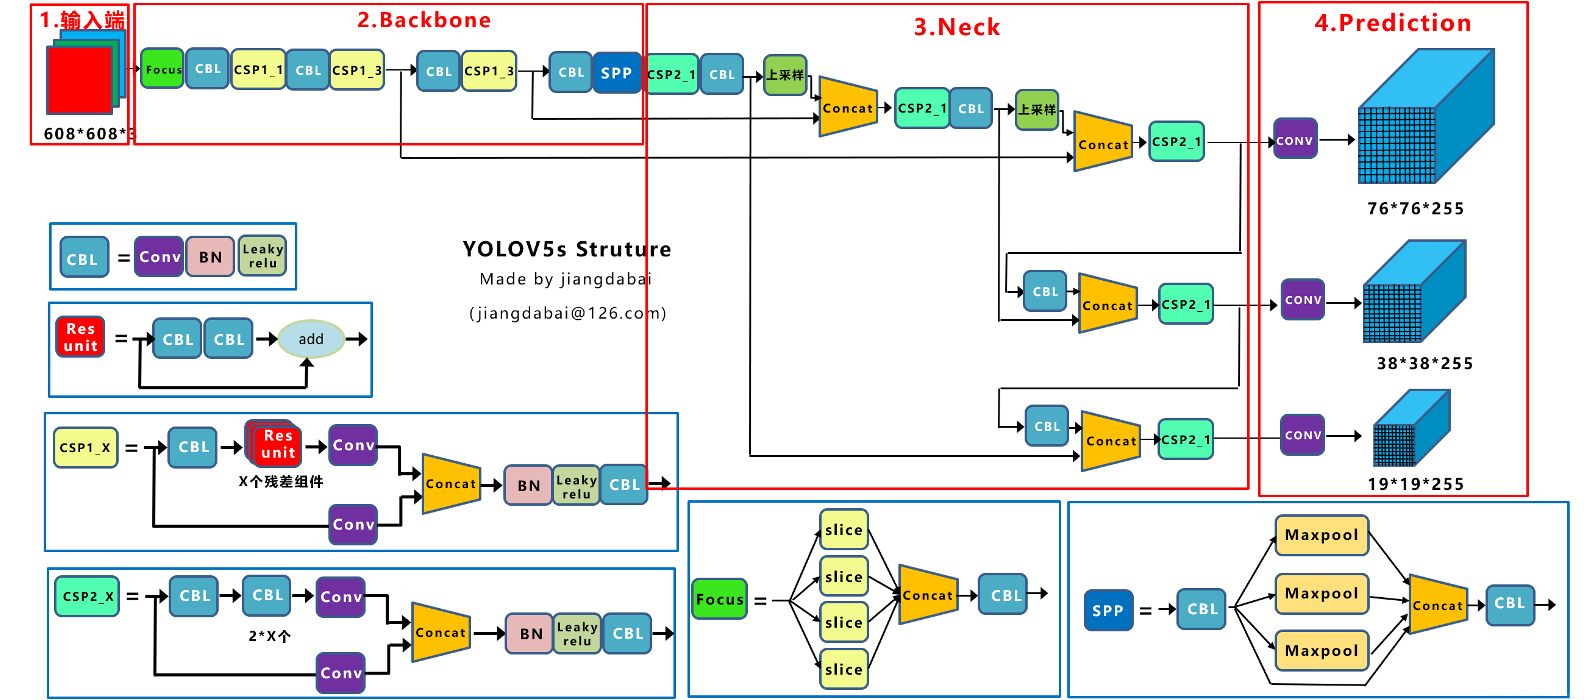 1.输入端
2.Backbone
3.Neck
4.Prediction
608*608*3
Focus
CBL
CSP1_1
CBL
CSP1_3
CBL
CSP1_3
CBL
SPP
CSP2_1
CBL
上采样
Concat
CSP2_1
CBL
上采样
Concat
CSP2_1
CONV
76*76*255
CBL
Concat
CSP2_1
CONV
38*38*255
CBL
Concat
CSP2_1
CONV
19*19*255
YOLOV5s Struture
Made by jiangdabai
(jiangdabai@126.com)
CBL = Conv BN Leaky
relu
Res
unit
=
CBL
CBL
add
CSP1_X
=
CBL
Res
unit
X个残差组件
Conv
Conv
Concat
BN
Leaky
relu
CBL
CSP2_X
=
CBL
CBL
2*X个
Conv
Conv
Concat
BN
Leaky
relu
CBL
Focus
=
slice
slice
slice
slice
Concat
CBL
SPP
=
CBL
Maxpool
Maxpool
Maxpool
Concat
CBL